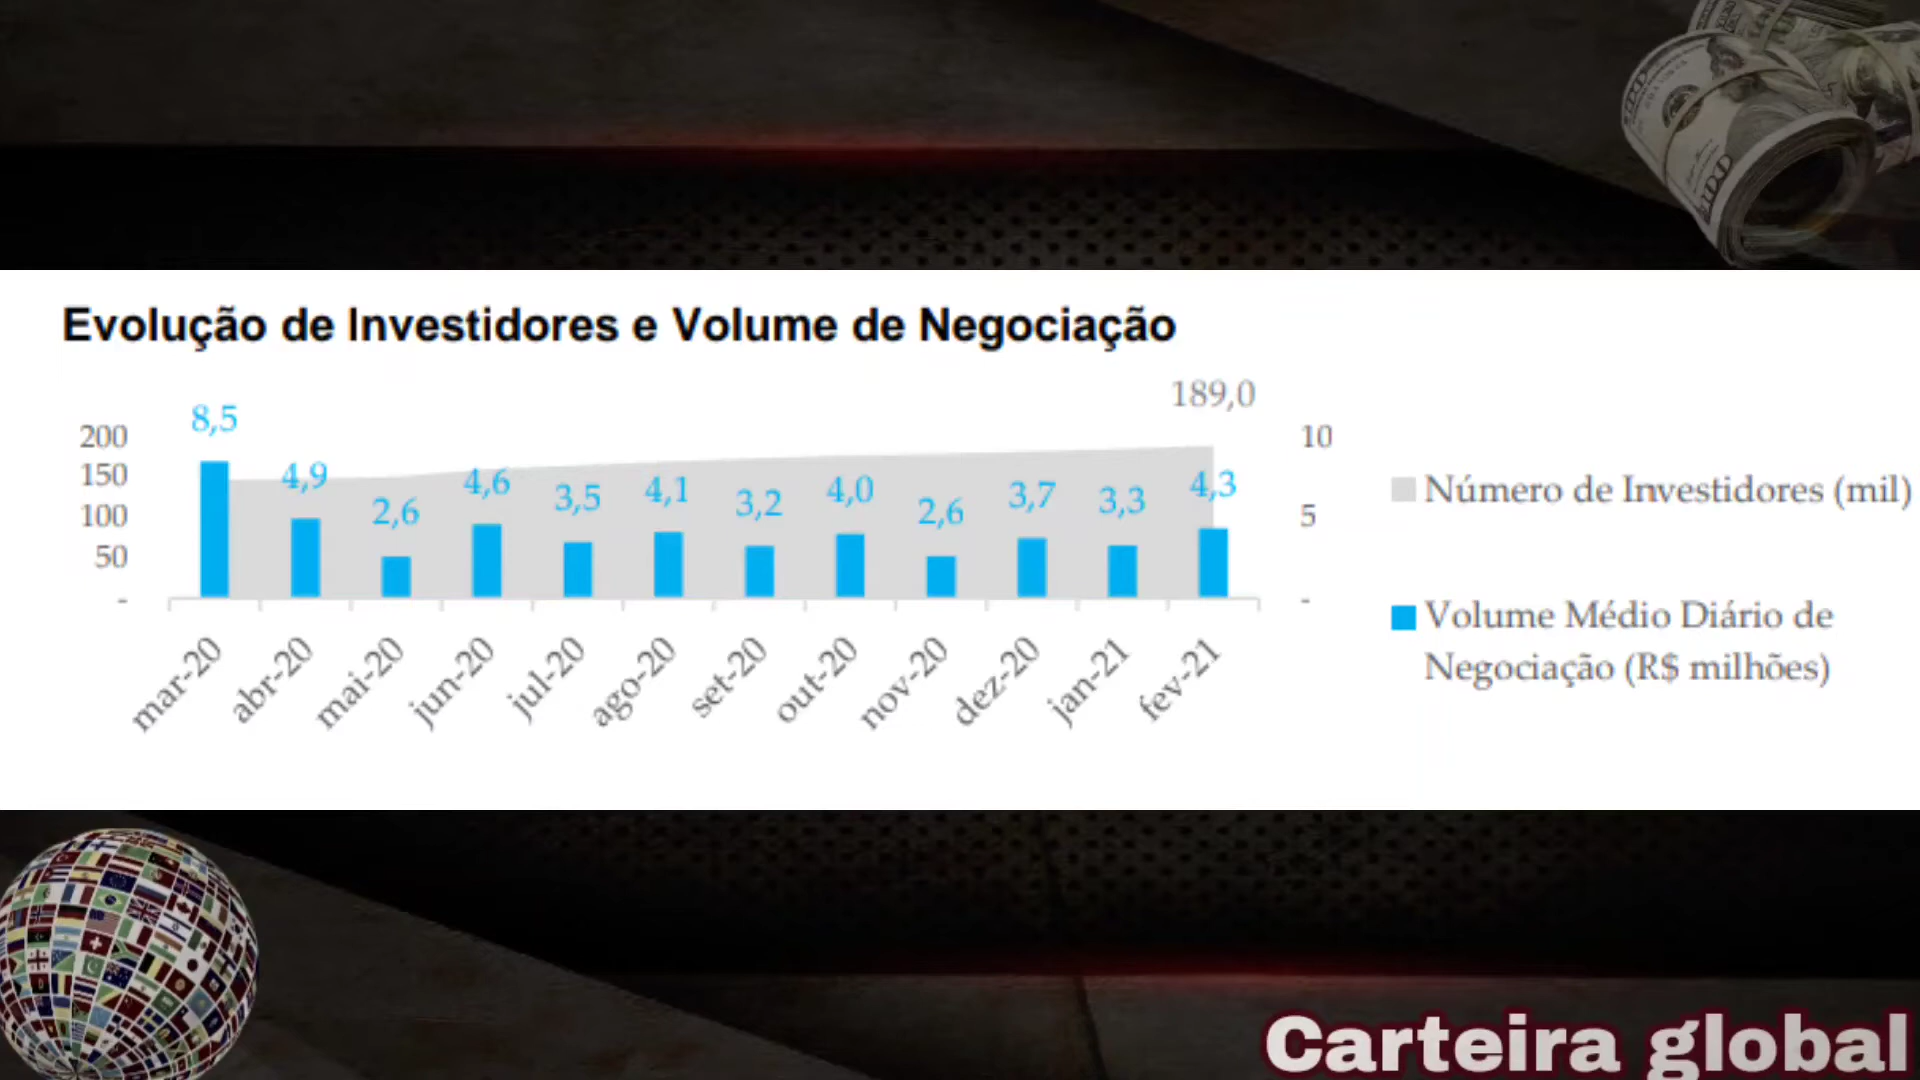 Evolução de Investidores e Volume de Negociação
189,0
8,5
200
10
150
4,9
2,6
4,6
3,5
4,1
3,2
4,0
2,6
3,7
3,3
4,3
Número de Investidores (mil)
100
5
50
-
-
Volume Médio Diário de
Negociação (R$ milhões)
mar-20
abr-20
mai-20
jun-20
jul-20
ago-20
set-20
out-20
nov-20
dez-20
jan-21
fev-21
Carteira global